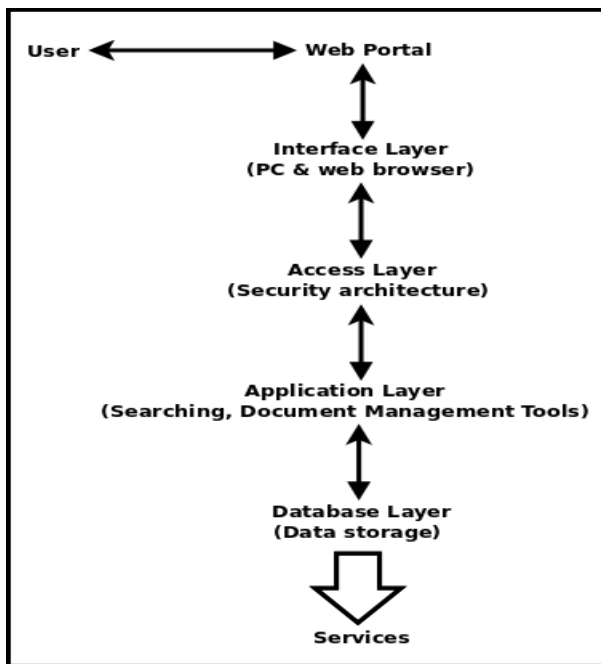 User
Web Portal
Interface Layer
(PC & web browser)
Access Layer
(Security architecture)
Application Layer
(Searching, Document Management Tools)
Database Layer
(Data storage)
Services